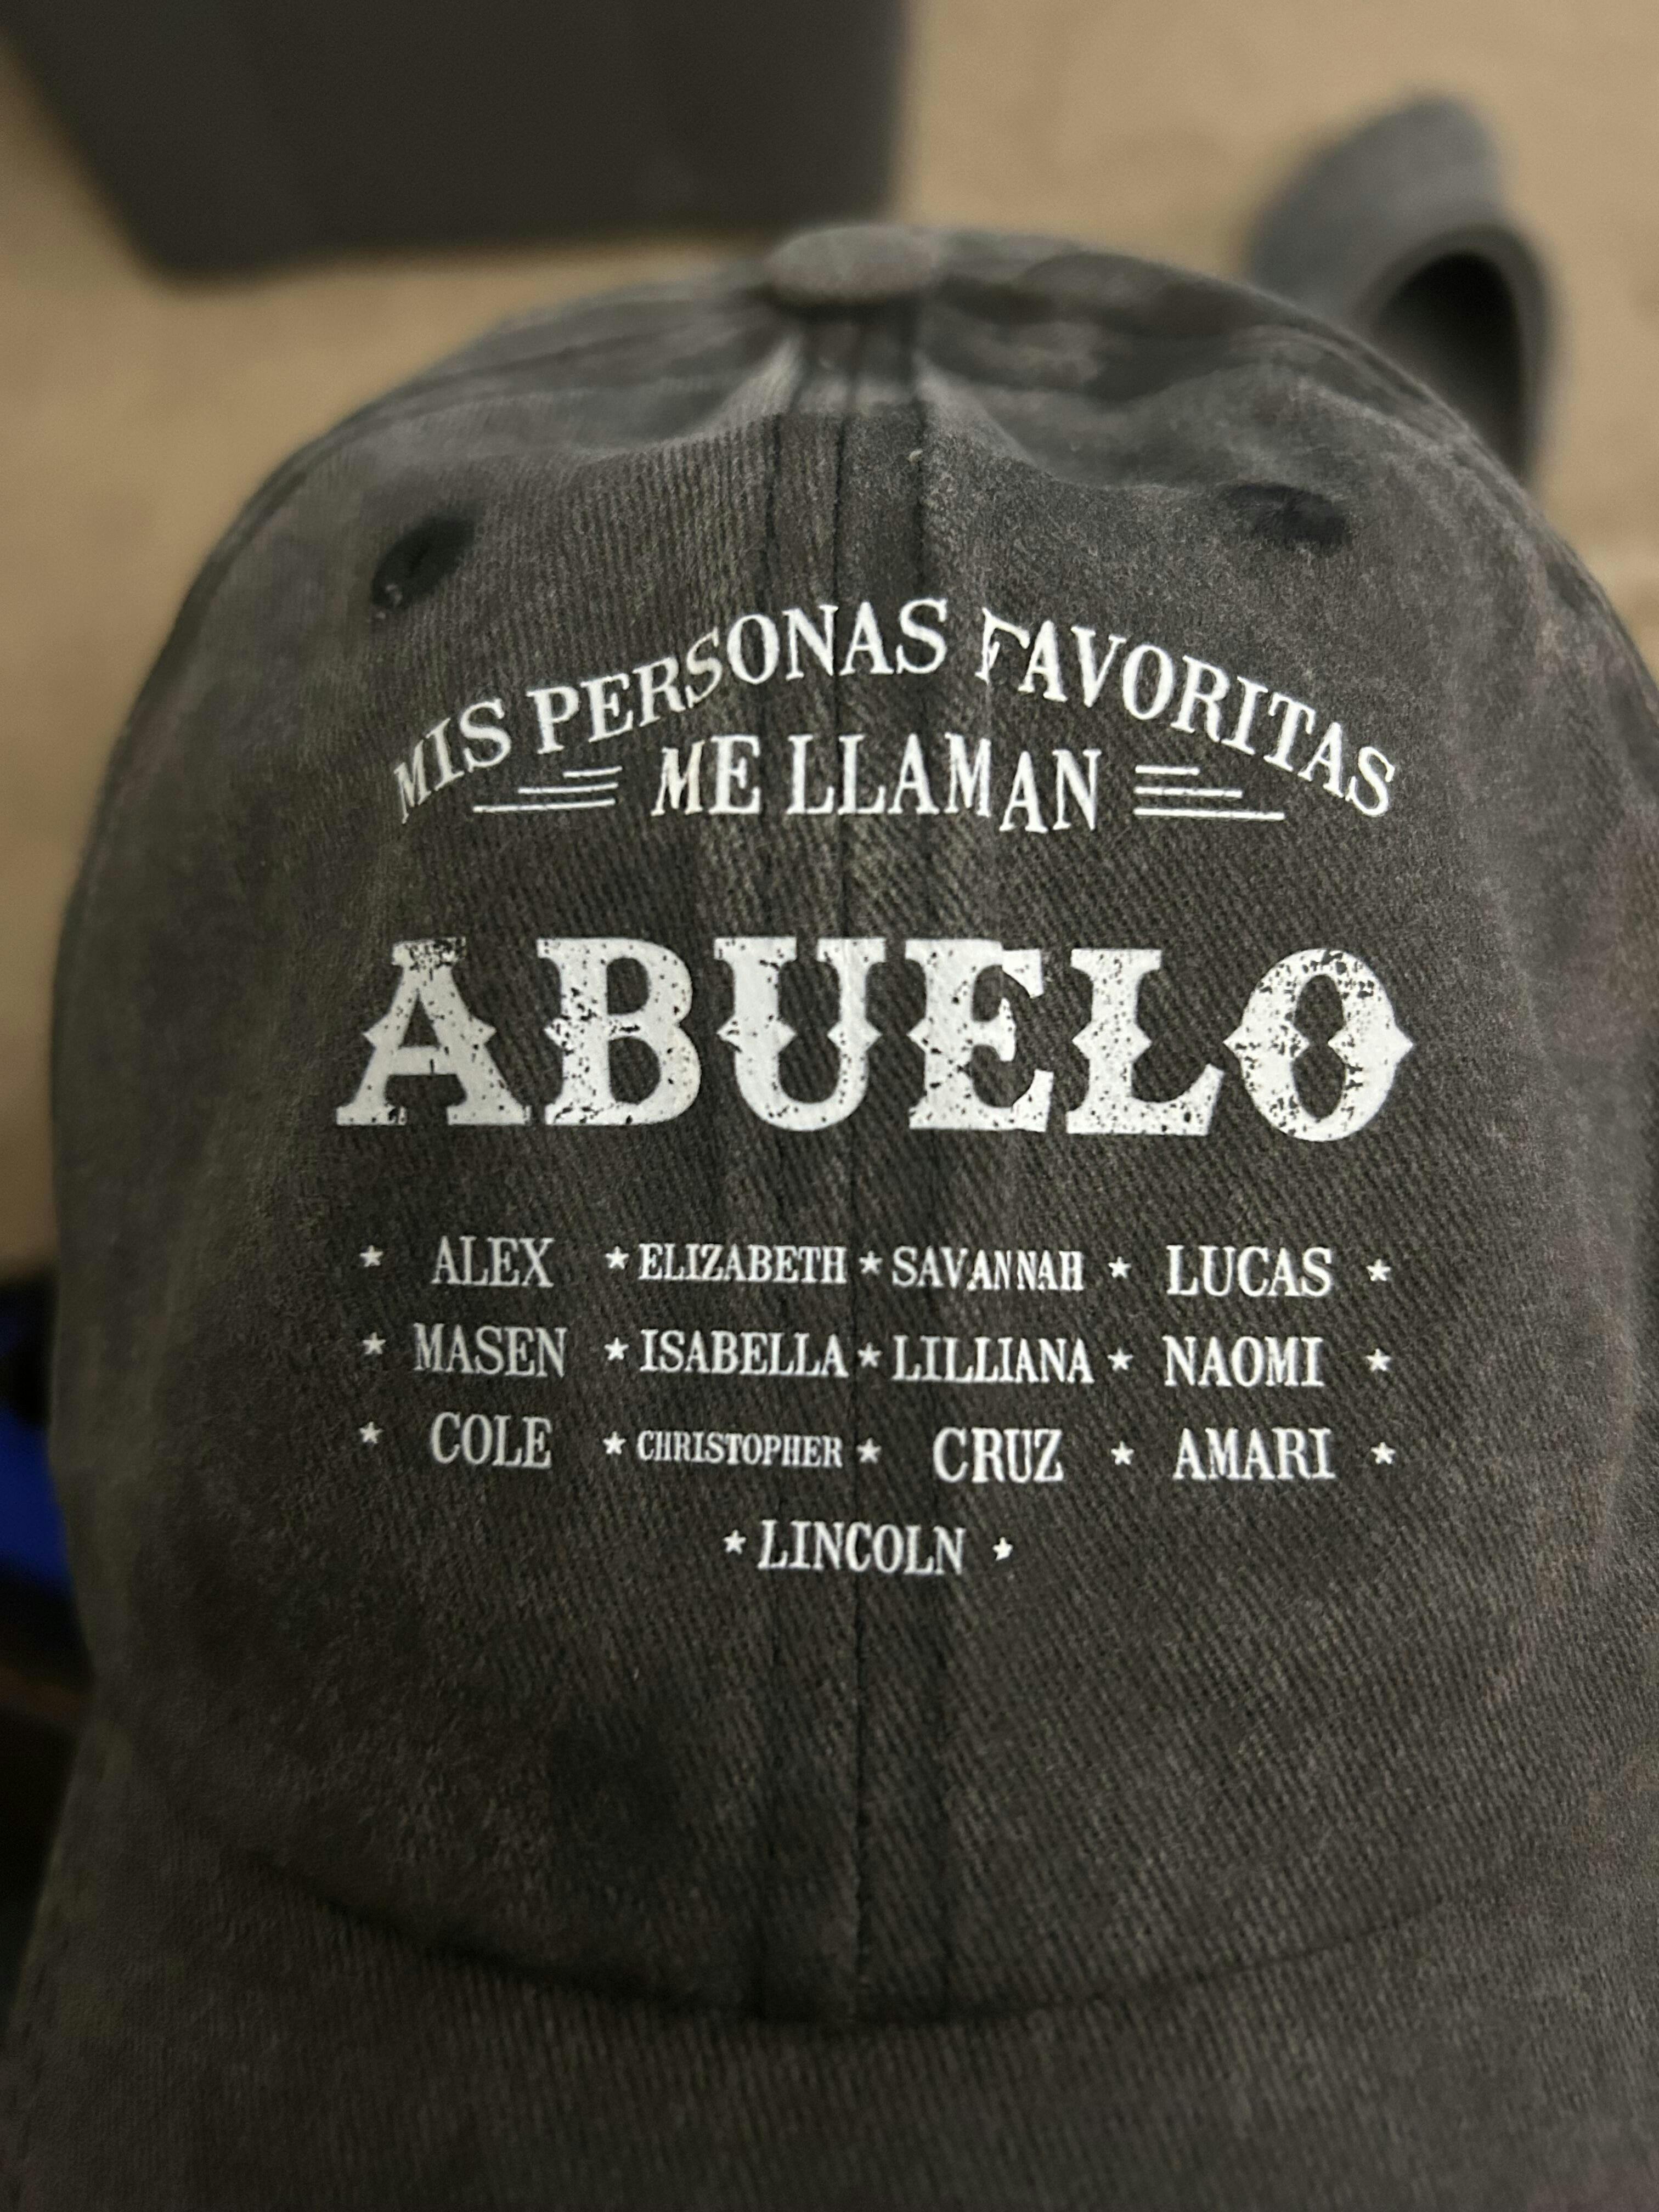 MIS PERSONAS FAVORITAS
ME LLAMAN
ABUELO
★ ALEX ★ ELIZABETH ★ SAVANNAH ★ LUCAS ★
★ MASEN ★ ISABELLA ★ LILLIANA ★ NAOMI ★
★ COLE ★ CHRISTOPHER ★ CRUZ ★ AMARI ★
★ LINCOLN ★